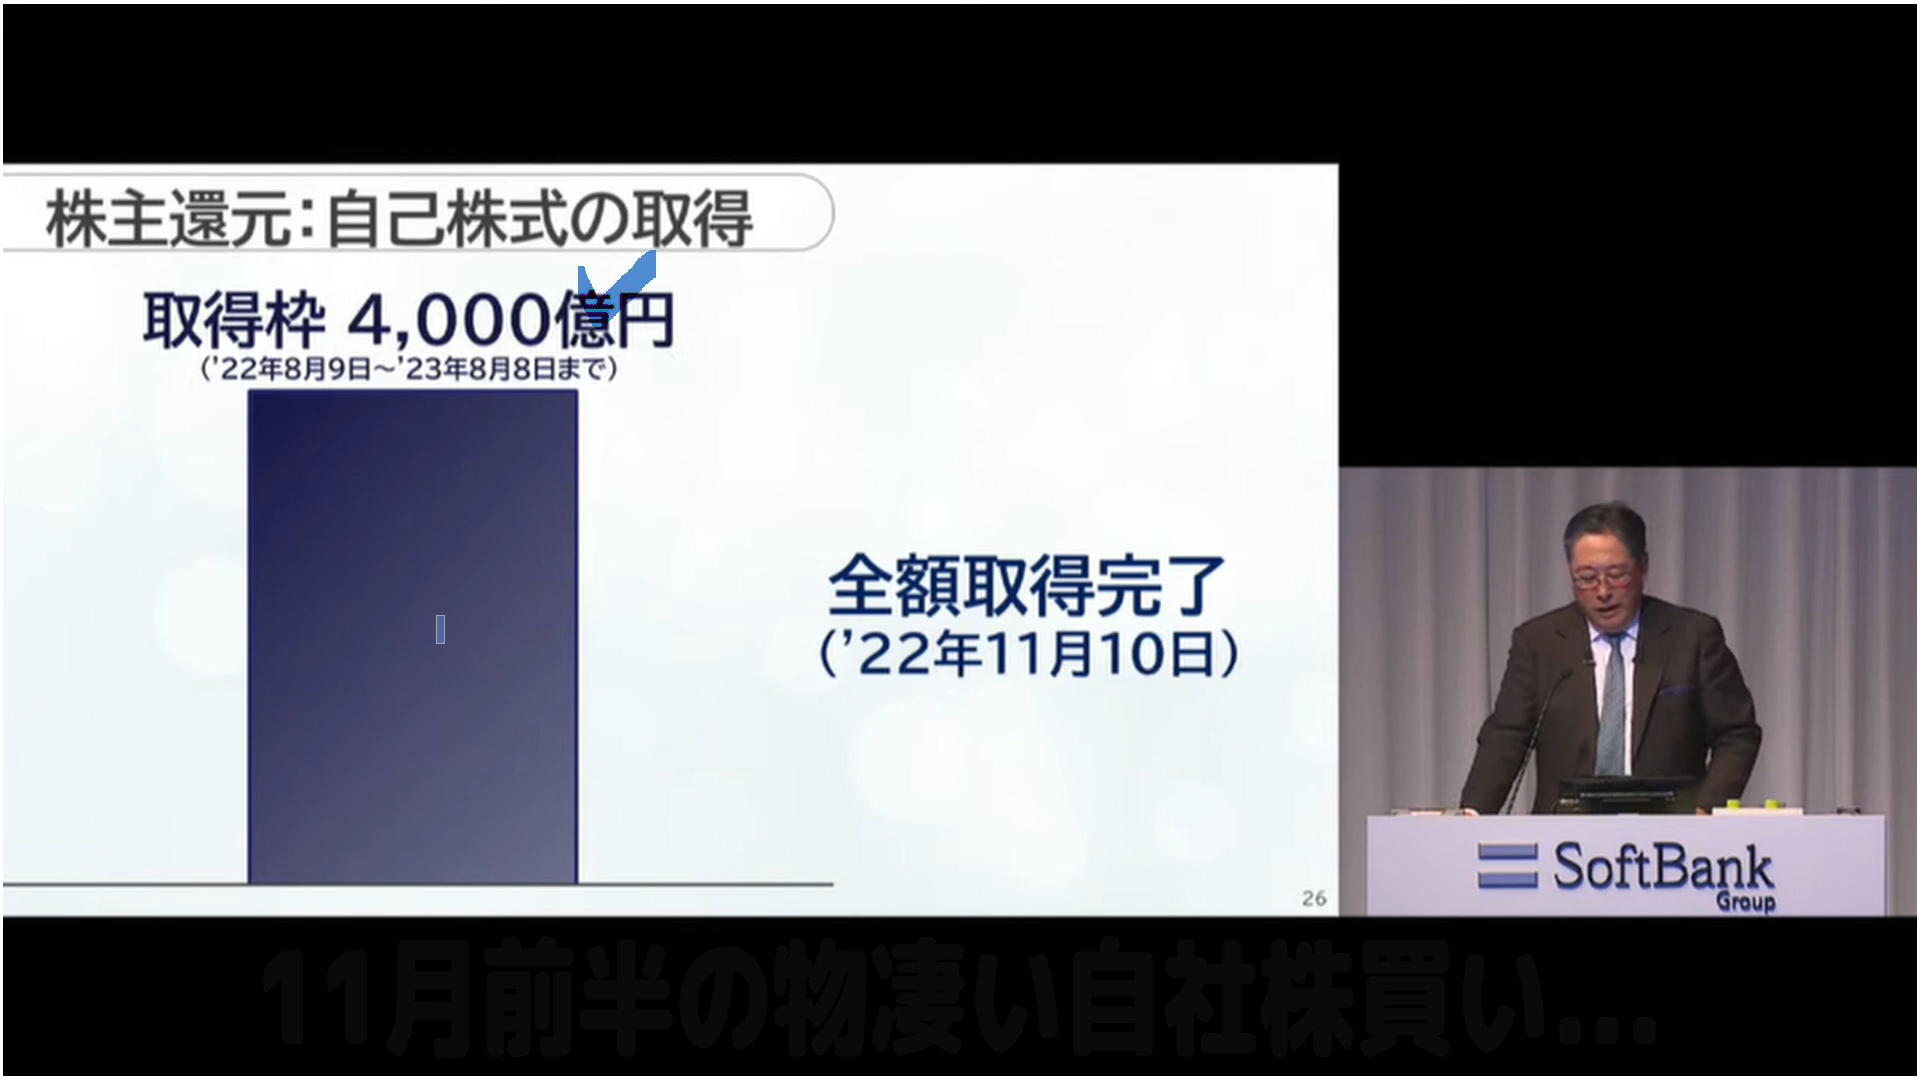 株主還元:自己株式の取得
取得枠 4,000億円
('22年8月9日～'23年8月8日まで)
全額取得完了
('22年11月10日)
26
SoftBank
Group
11月前半の物凄い自社株買い...